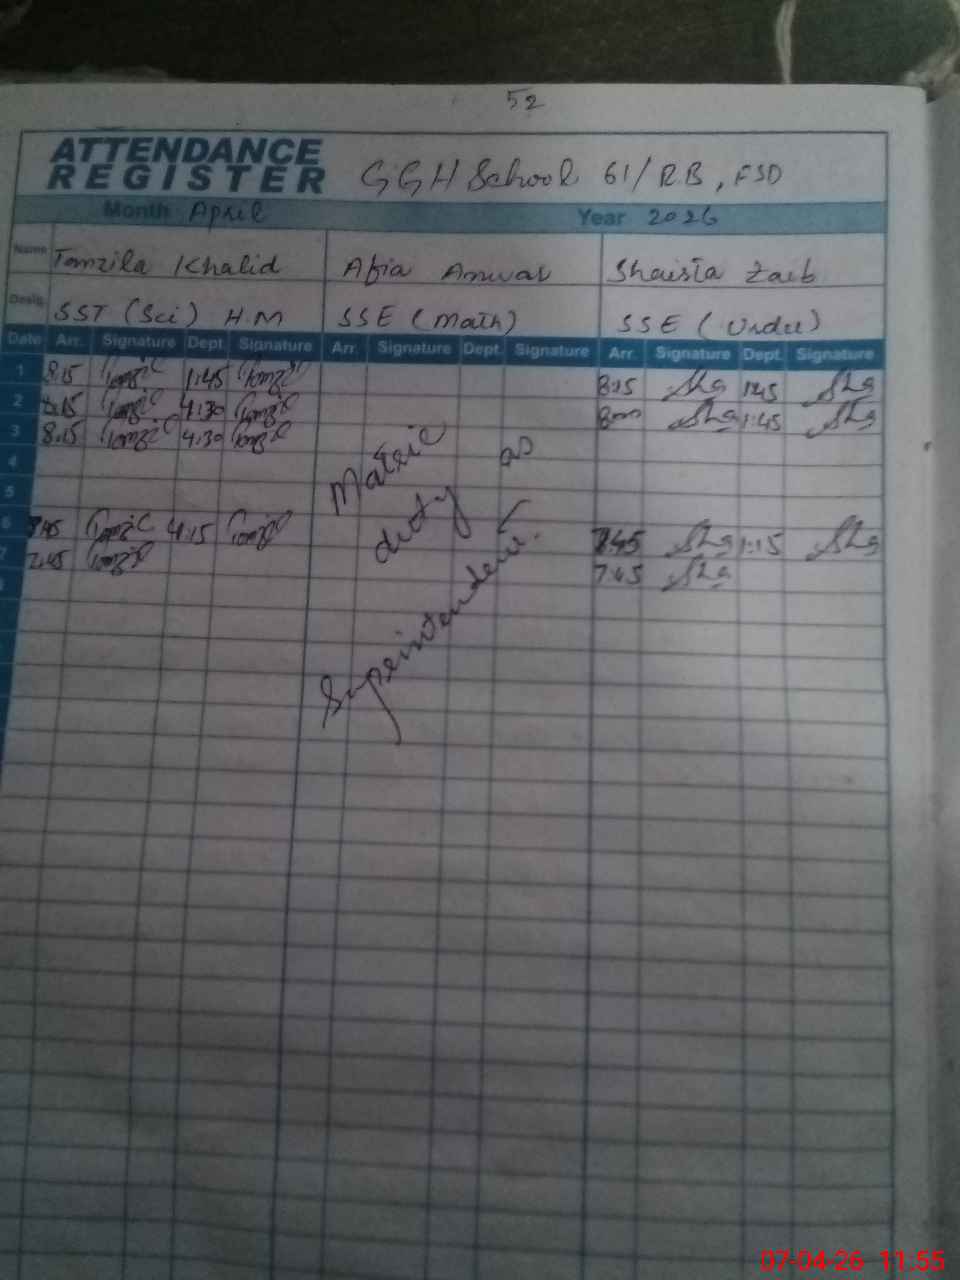 52
ATTENDANCE
REGISTER GGH School 61/RB, FSD
Month April Year 2026
Name Tanzila Khalid Afia Anwar Shaista Zaib
Desig. SST (Sci) H.M SSE (Math) SSE (Urdu)
Date Arr. Signature Dept. Signature Arr. Signature Dept. Signature Arr. Signature Dept. Signature
1 8:15 1:45 8:15 1:45
2 8:15 4:30 1:45
3 8:15 4:30
4
5
6 7:45 4:15 7:45 1:15
7 7:45 7:45
Matric
duty as
Superintendent.
07-04-26 11:55